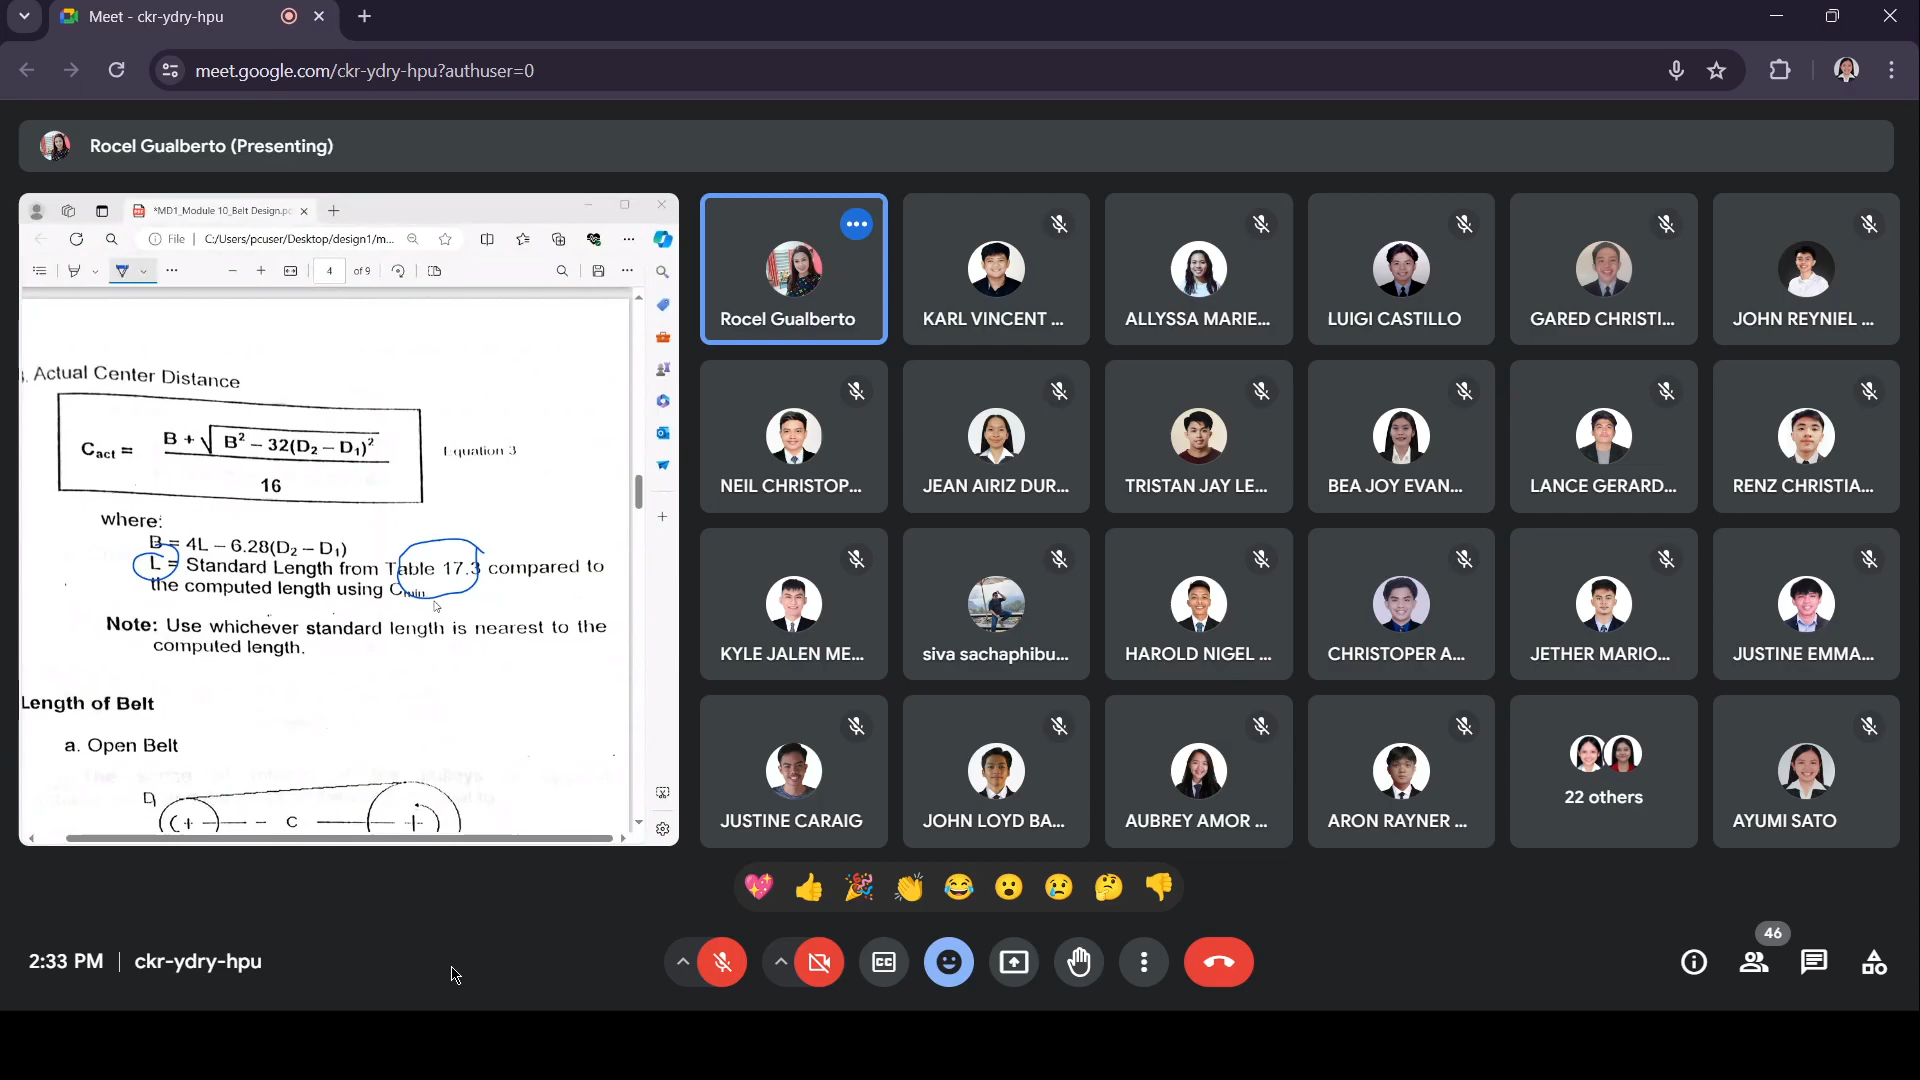 Meet - ckr-ydry-hpu
meet.google.com/ckr-ydry-hpu?authuser=0
Rocel Gualberto (Presenting)
*MD1_Module 10_Belt Design.pc
File
C:/Users/pcuser/Desktop/design1/m...
4 of 9
Actual Center Distance
Cact = B + √B² – 32(D₂ – D₁)² / 16
Equation 3
where:
B = 4L – 6.28(D₂ – D₁)
L = Standard Length from Table 17.3 compared to
the computed length using Cmin
Note: Use whichever standard length is nearest to the
computed length.
Length of Belt
a. Open Belt
D
C
Rocel Gualberto
KARL VINCENT ...
ALLYSSA MARIE...
LUIGI CASTILLO
GARED CHRISTI...
JOHN REYNIEL ...
NEIL CHRISTOP...
JEAN AIRIZ DUR...
TRISTAN JAY LE...
BEA JOY EVAN...
LANCE GERARD...
RENZ CHRISTIA...
KYLE JALEN ME...
siva sachaphibu...
HAROLD NIGEL ...
CHRISTOPER A...
JETHER MARIO...
JUSTINE EMMA...
JUSTINE CARAIG
JOHN LOYD BA...
AUBREY AMOR ...
ARON RAYNER ...
22 others
AYUMI SATO
2:33 PM | ckr-ydry-hpu
46